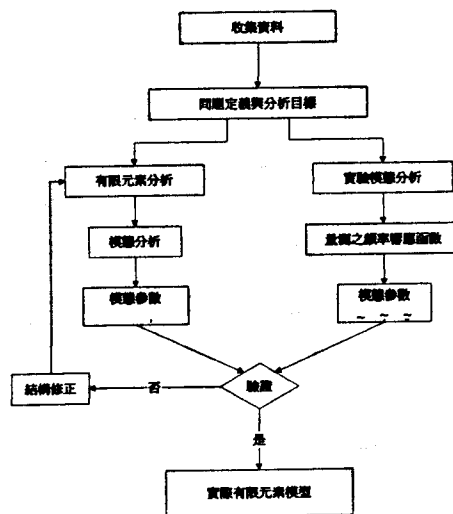 收集資料
問題定義與分析目標
有限元素分析
實驗模態分析
模態分析
量測之頻率響應函數
模態參數
模態參數
~ ~ ~
結構修正
否
驗證
是
實際有限元素模型